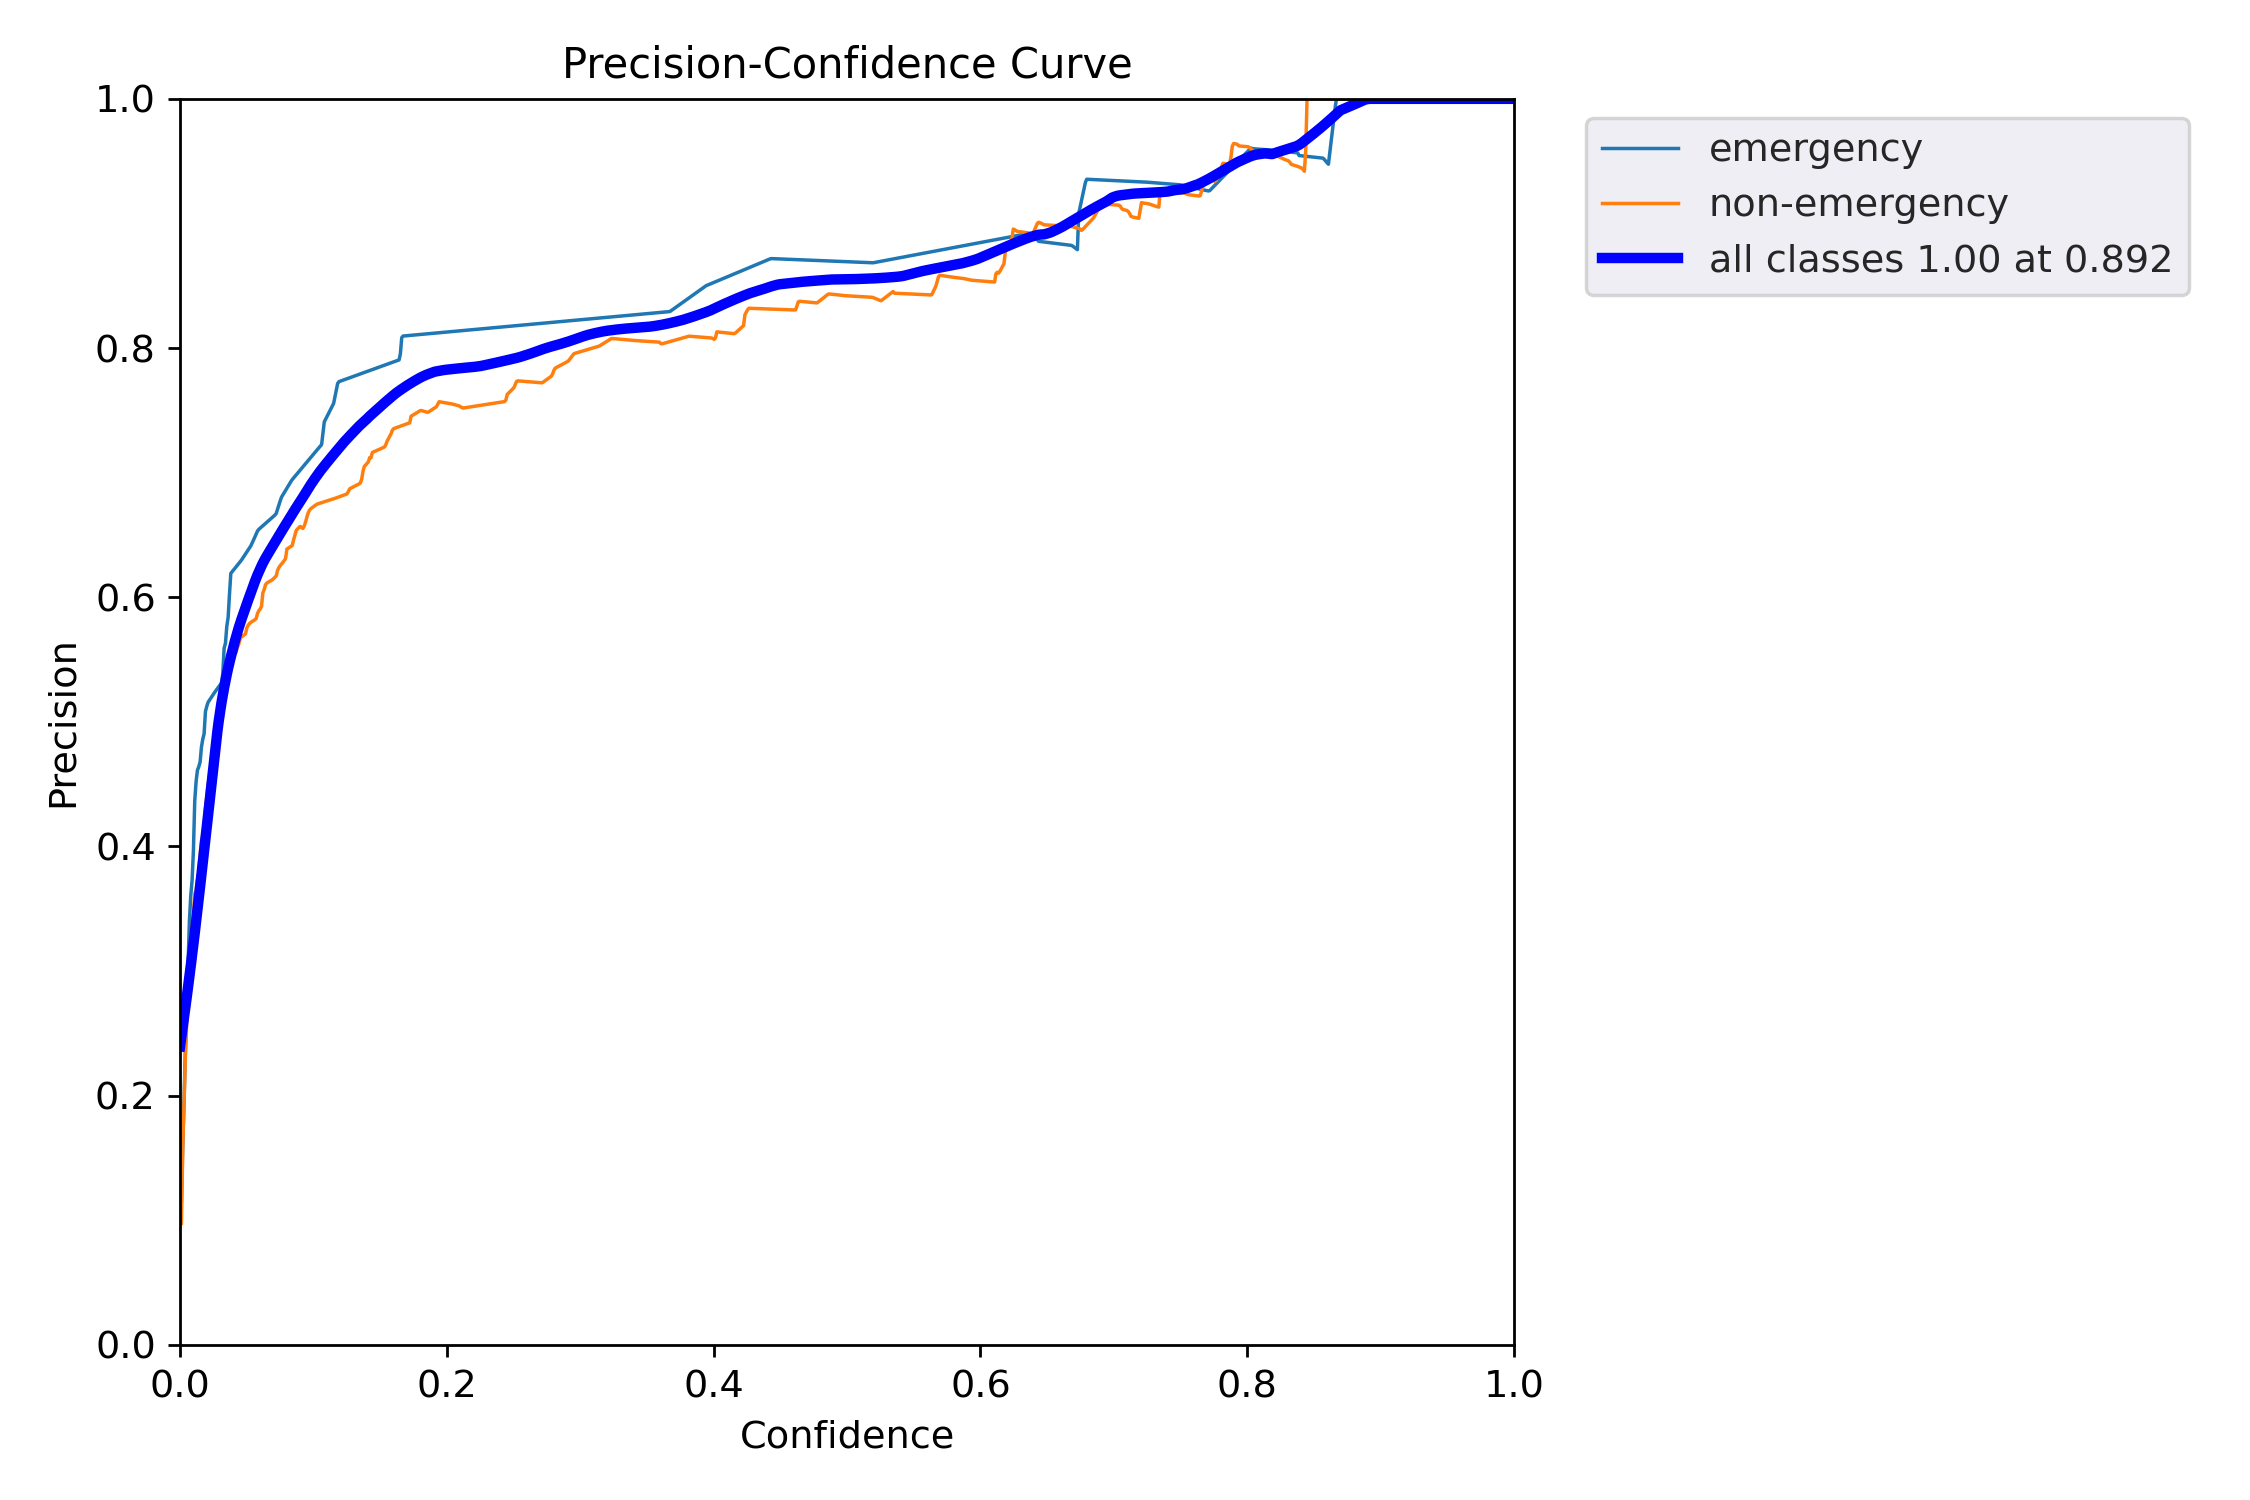 Precision-Confidence Curve
1.0
0.8
0.6
0.4
0.2
0.0
Precision
0.0 0.2 0.4 0.6 0.8 1.0
Confidence
emergency
non-emergency
all classes 1.00 at 0.892